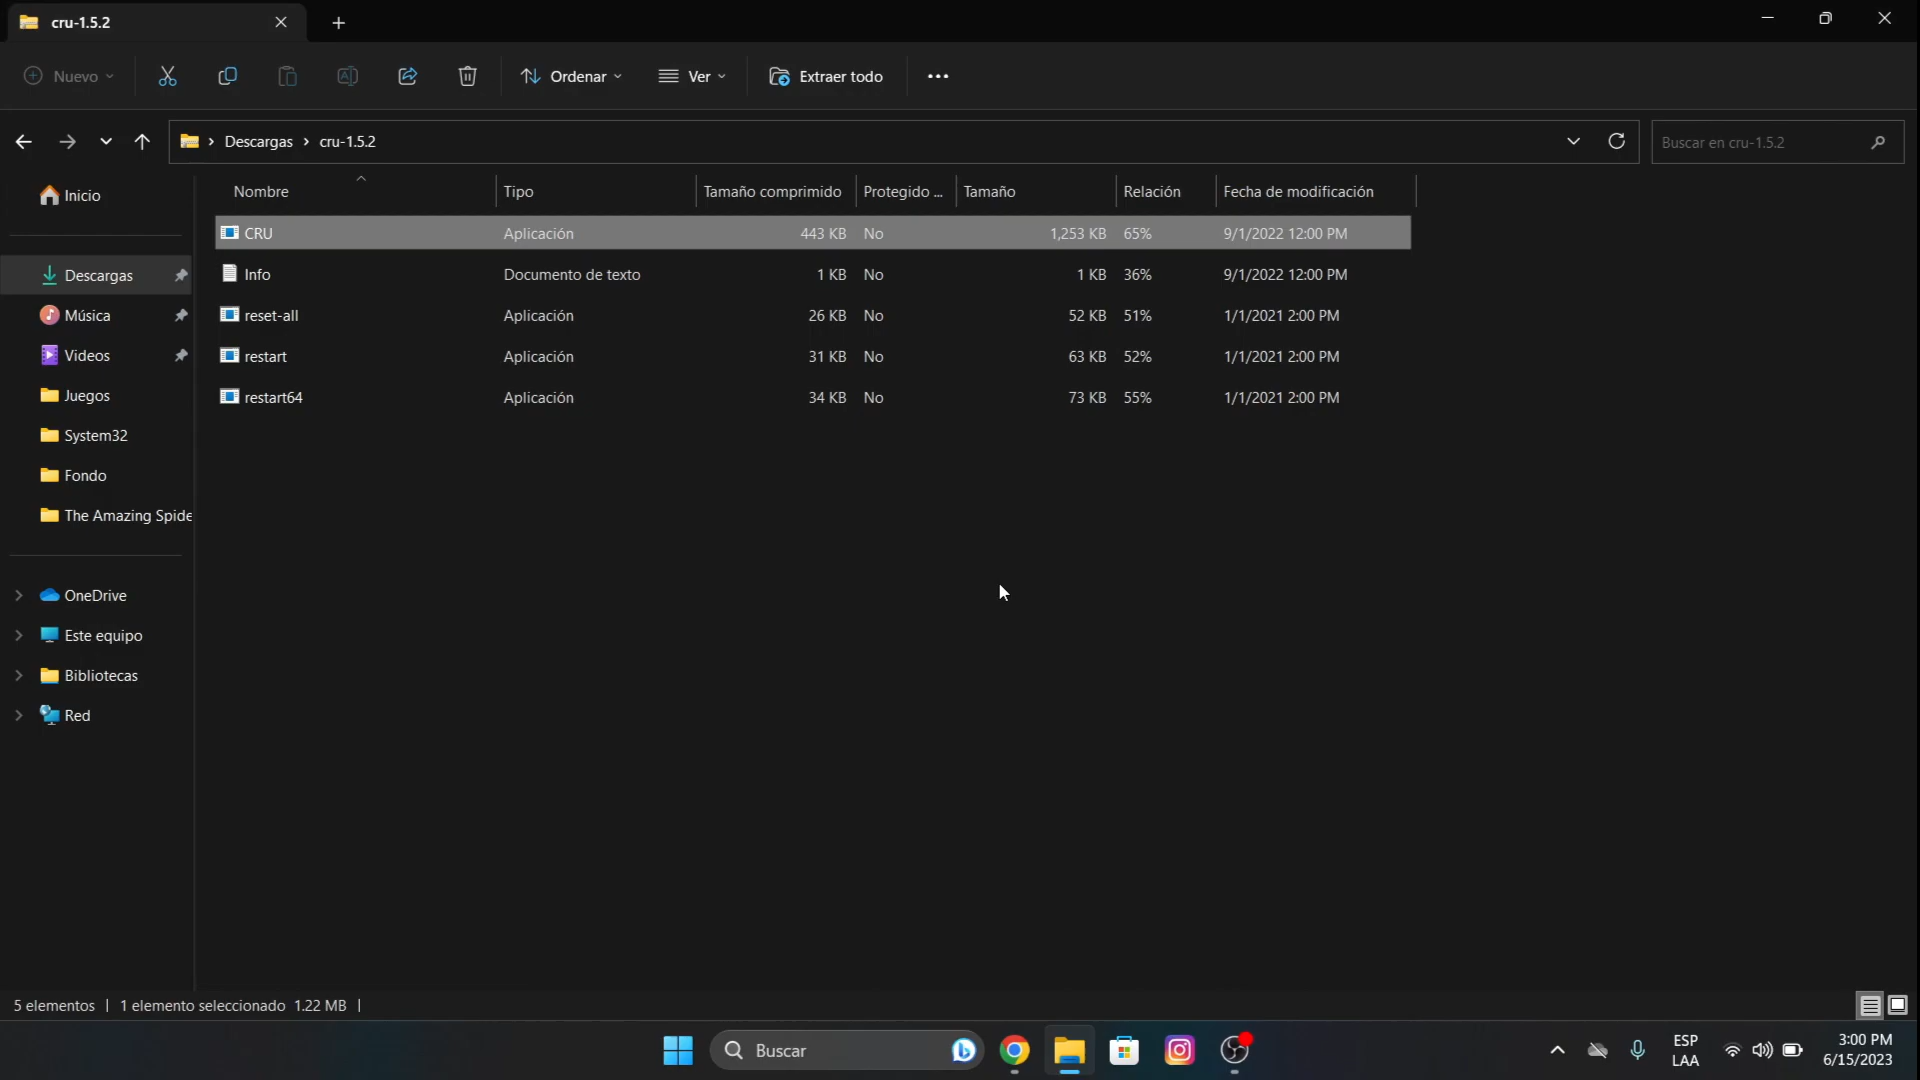 cru-1.5.2
Nuevo
Ordenar
Ver
Extraer todo
Descargas
cru-1.5.2
Buscar en cru-1.5.2
Nombre Tipo Tamaño comprimido Protegido ... Tamaño Relación Fecha de modificación
CRU Aplicación 443 KB No 1,253 KB 65% 9/1/2022 12:00 PM
Info Documento de texto 1 KB No 1 KB 36% 9/1/2022 12:00 PM
reset-all Aplicación 26 KB No 52 KB 51% 1/1/2021 2:00 PM
restart Aplicación 31 KB No 63 KB 52% 1/1/2021 2:00 PM
restart64 Aplicación 34 KB No 73 KB 55% 1/1/2021 2:00 PM
Inicio
Descargas
Música
Videos
Juegos
System32
Fondo
The Amazing Spide
OneDrive
Este equipo
Bibliotecas
Red
5 elementos
1 elemento seleccionado 1.22 MB
Buscar
ESP
LAA
3:00 PM
6/15/2023